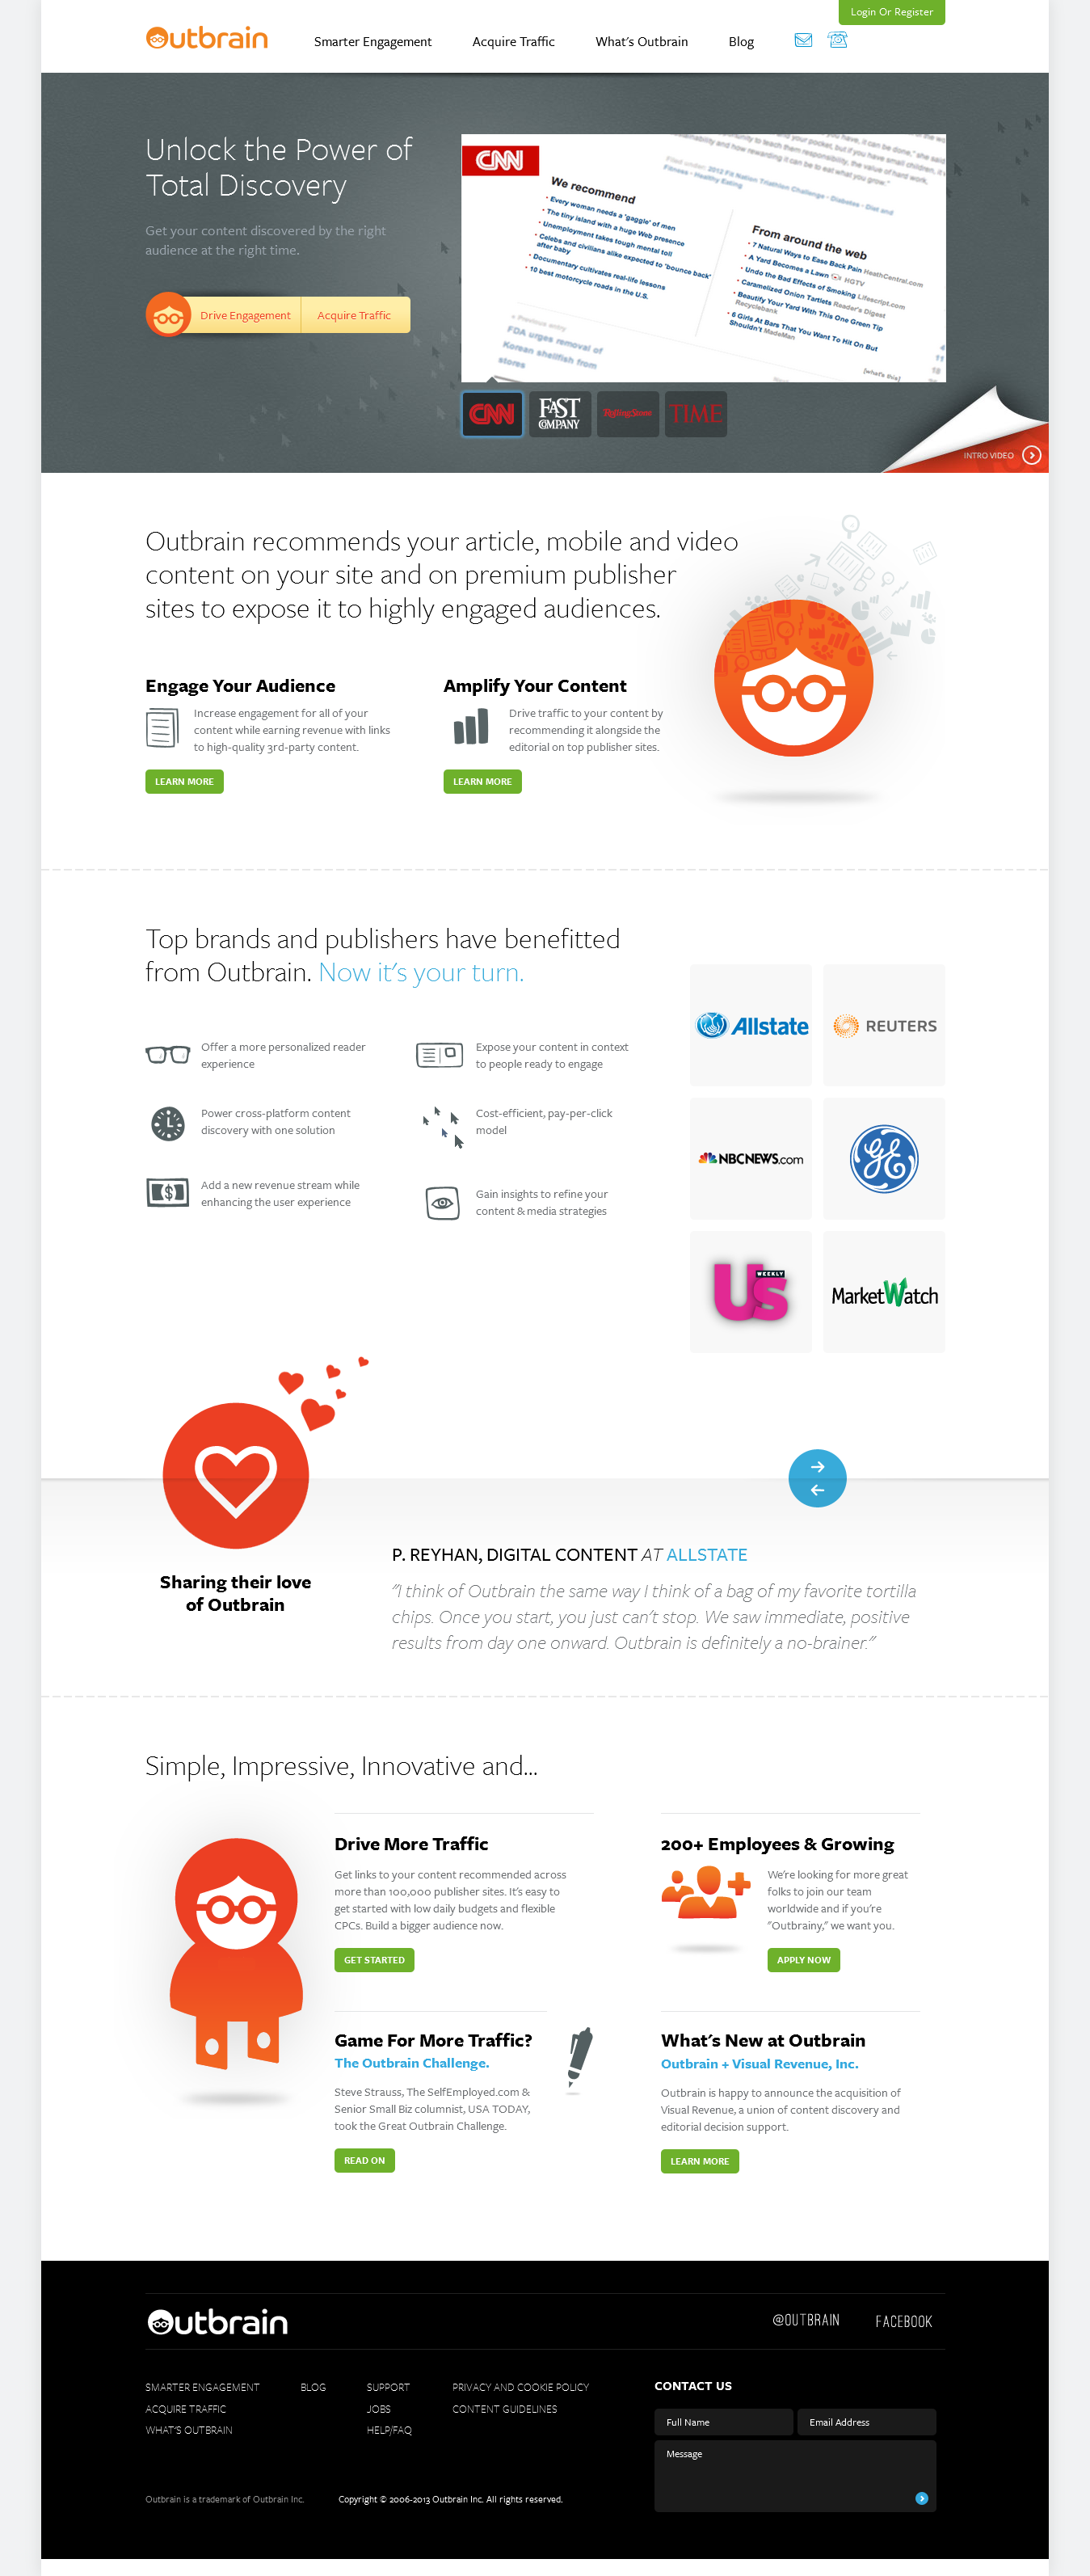 Login Or Register
Outbrain
Smarter Engagement
Acquire Traffic
What's Outbrain
Blog
Unlock the Power of
Total Discovery
Get your content discovered by the right
audience at the right time.
Drive Engagement
Acquire Traffic
CNN
We recommend
Every woman needs a 'gaggle' of men
The tiny island with a huge Web presence
Unemployment takes tough mental toll
Celebs and civilians alike expected to 'bounce back'
after baby
Documentary cultivates real-life lessons
10 best motorcycle roads in the U.S.
From around the web
7 Natural Ways to Ease Back Pain HeathCentral.com
A Yard Becomes a Lawn HGTV
Undo the Bad Effects of Smoking Lifescript.com
Caramelized Onion Tartlets Reader's Digest
Beautify Your Yard With This One Green Tip
Recyclebank
6 Girls At Bars That You Want To Hit On But
Shouldn't MadeMan
[what's this]
« Previous entry
FDA urges removal of
Korean shellfish from
stores
CNN
FAST COMPANY
Rolling Stone
TIME
INTRO VIDEO
Outbrain recommends your article, mobile and video
content on your site and on premium publisher
sites to expose it to highly engaged audiences.
Engage Your Audience
Increase engagement for all of your
content while earning revenue with links
to high-quality 3rd-party content.
LEARN MORE
Amplify Your Content
Drive traffic to your content by
recommending it alongside the
editorial on top publisher sites.
LEARN MORE
Top brands and publishers have benefitted
from Outbrain. Now it's your turn.
Offer a more personalized reader
experience
Power cross-platform content
discovery with one solution
Add a new revenue stream while
enhancing the user experience
Expose your content in context
to people ready to engage
Cost-efficient, pay-per-click
model
Gain insights to refine your
content & media strategies
Allstate
REUTERS
NBCNEWS.com
GE
Us WEEKLY
MarketWatch
Sharing their love
of Outbrain
P. REYHAN, DIGITAL CONTENT AT ALLSTATE
"I think of Outbrain the same way I think of a bag of my favorite tortilla
chips. Once you start, you just can't stop. We saw immediate, positive
results from day one onward. Outbrain is definitely a no-brainer."
Simple, Impressive, Innovative and...
Drive More Traffic
Get links to your content recommended across
more than 100,000 publisher sites. It's easy to
get started with low daily budgets and flexible
CPCs. Build a bigger audience now.
GET STARTED
200+ Employees & Growing
We're looking for more great
folks to join our team
worldwide and if you're
"Outbrainy," we want you.
APPLY NOW
Game For More Traffic?
The Outbrain Challenge.
Steve Strauss, The SelfEmployed.com &
Senior Small Biz columnist, USA TODAY,
took the Great Outbrain Challenge.
READ ON
What's New at Outbrain
Outbrain + Visual Revenue, Inc.
Outbrain is happy to announce the acquisition of
Visual Revenue, a union of content discovery and
editorial decision support.
LEARN MORE
Outbrain
@OUTBRAIN
FACEBOOK
SMARTER ENGAGEMENT
ACQUIRE TRAFFIC
WHAT'S OUTBRAIN
BLOG
SUPPORT
JOBS
HELP/FAQ
PRIVACY AND COOKIE POLICY
CONTENT GUIDELINES
CONTACT US
Full Name
Email Address
Message
Outbrain is a trademark of Outbrain Inc.
Copyright © 2006-2013 Outbrain Inc. All rights reserved.